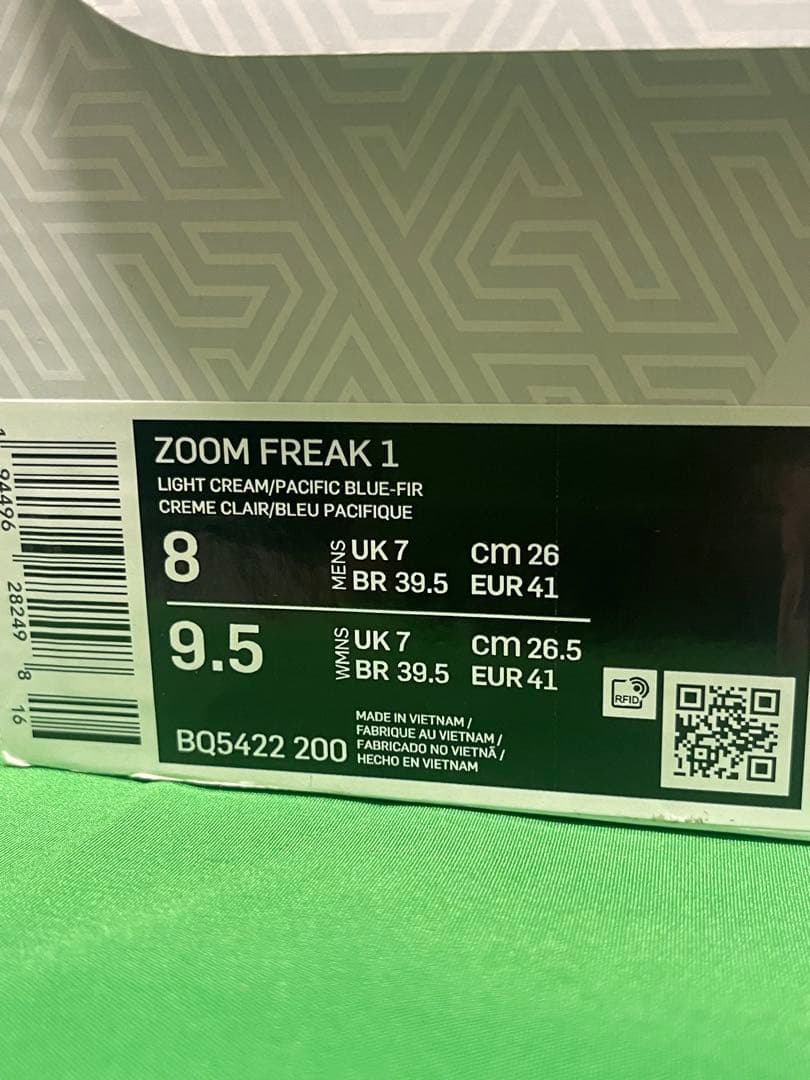 ZOOM FREAK 1
LIGHT CREAM/PACIFIC BLUE-FIR
CREME CLAIR/BLEU PACIFIQUE
8
MENS
UK 7
cm 26
BR 39.5
EUR 41
9.5
WMNS
UK 7
cm 26.5
BR 39.5
EUR 41
BQ5422 200
MADE IN VIETNAM /
FABRIQUE AU VIETNAM /
FABRICADO NO VIETNÃ /
HECHO EN VIETNAM
RFID
1 94496 28249 8 16